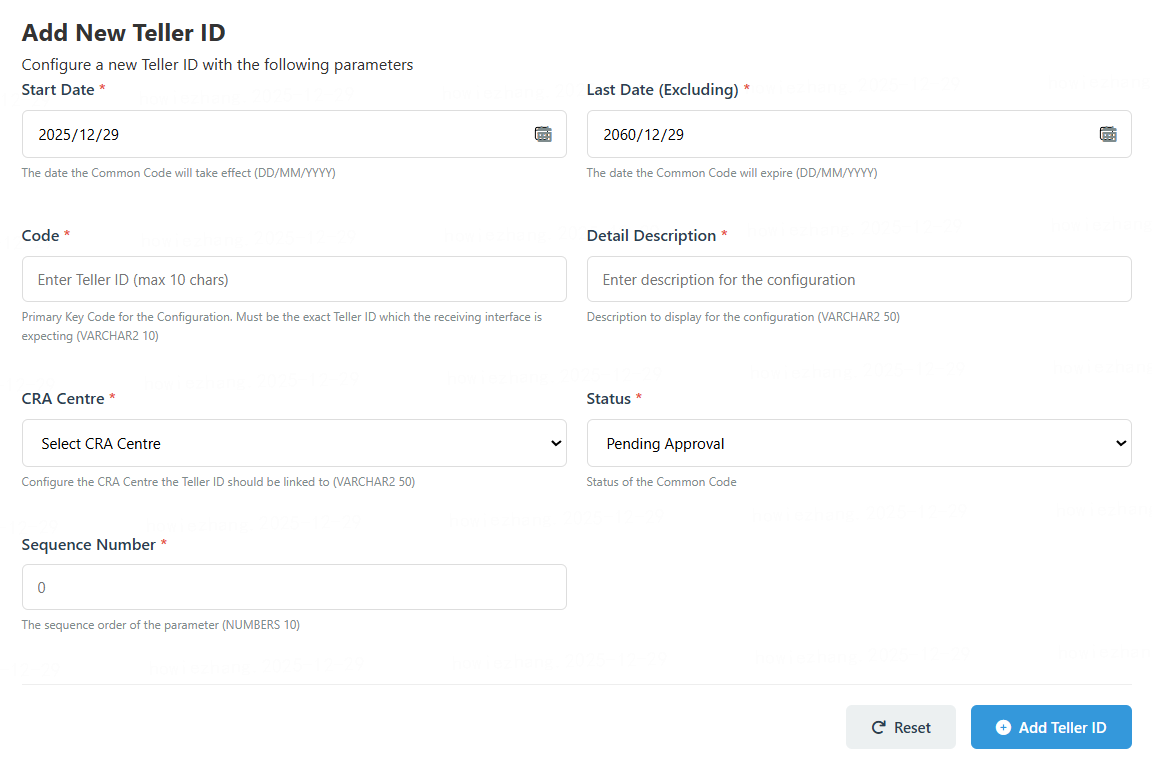 Add New Teller ID
Configure a new Teller ID with the following parameters
Start Date *
Last Date (Excluding) *
2025/12/29
2060/12/29
The date the Common Code will take effect (DD/MM/YYYY)
The date the Common Code will expire (DD/MM/YYYY)
Code *
Detail Description *
Enter Teller ID (max 10 chars)
Enter description for the configuration
Primary Key Code for the Configuration. Must be the exact Teller ID which the receiving interface is
expecting (VARCHAR2 10)
Description to display for the configuration (VARCHAR2 50)
CRA Centre *
Status *
Select CRA Centre
Pending Approval
Configure the CRA Centre the Teller ID should be linked to (VARCHAR2 50)
Status of the Common Code
Sequence Number *
0
The sequence order of the parameter (NUMBERS 10)
Reset
Add Teller ID